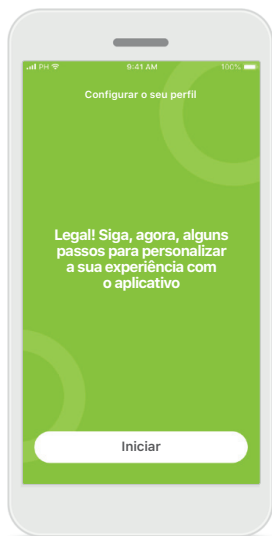 PH 9:41 AM 100%
Configurar o seu perfil
Legal! Siga, agora, alguns
passos para personalizar
a sua experiência com
o aplicativo
Iniciar